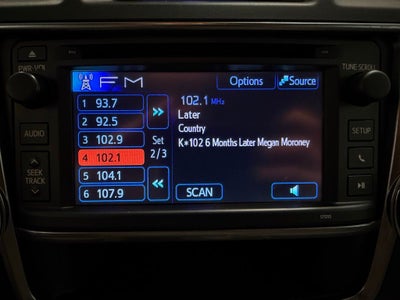 PWR·VOL
TUNE·SCROLL
FM
Options
Source
1 93.7
2 92.5
3 102.9
4 102.1
5 104.1
6 107.9
Set
2/3
102.1 MHz
Later
Country
K*102 6 Months Later Megan Moroney
SCAN
AUDIO
SEEK
TRACK
SETUP